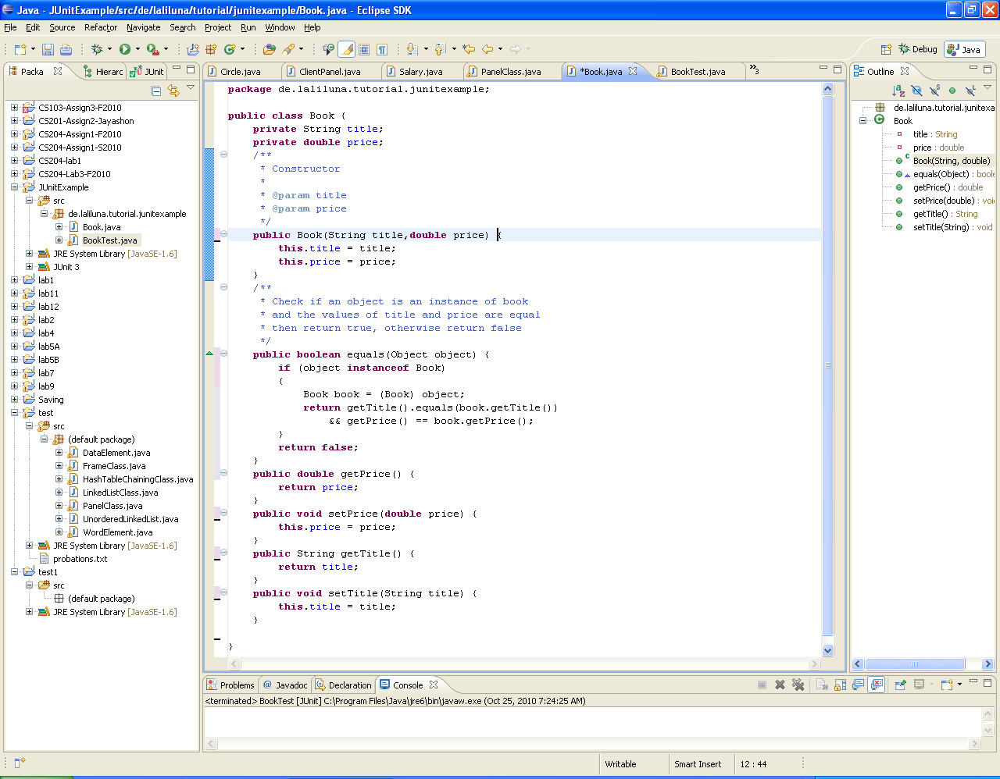 Java - JUnitExample/src/de/laliluna/tutorial/junitexample/Book.java - Eclipse SDK
File Edit Source Refactor Navigate Search Project Run Window Help
Debug Java
Packa Hierarc JUnit
CS103-Assign3-F2010
CS201-Assign2-Jayashon
CS204-Assign1-F2010
CS204-Assign1-S2010
CS204-lab1
CS204-Lab3-F2010
JUnitExample
src
de.laliluna.tutorial.junitexample
Book.java
BookTest.java
JRE System Library [JavaSE-1.6]
JUnit 3
lab1
lab11
lab12
lab2
lab4
lab5A
lab5B
lab7
lab9
Saving
test
src
(default package)
DataElement.java
FrameClass.java
HashTableChainingClass.java
LinkedListClass.java
PanelClass.java
UnorderedLinkedList.java
WordElement.java
JRE System Library [JavaSE-1.6]
probations.txt
test1
src
(default package)
JRE System Library [JavaSE-1.6]
Circle.java ClientPanel.java Salary.java PanelClass.java *Book.java BookTest.java »3
package de.laliluna.tutorial.junitexample;
public class Book {
private String title;
private double price;
/**
* Constructor
*
* @param title
* @param price
*/
public Book(String title,double price) {
this.title = title;
this.price = price;
}
/**
* Check if an object is an instance of book
* and the values of title and price are equal
* then return true, otherwise return false
*/
public boolean equals(Object object) {
if (object instanceof Book)
{
Book book = (Book) object;
return getTitle().equals(book.getTitle())
&& getPrice() == book.getPrice();
}
return false;
}
public double getPrice() {
return price;
}
public void setPrice(double price) {
this.price = price;
}
public String getTitle() {
return title;
}
public void setTitle(String title) {
this.title = title;
}
}
Outline
de.laliluna.tutorial.junitexa
Book
title : String
price : double
Book(String, double)
equals(Object) : boole
getPrice() : double
setPrice(double) : voi
getTitle() : String
setTitle(String) : void
Problems @ Javadoc Declaration Console
<terminated> BookTest [JUnit] C:\Program Files\Java\jre6\bin\javaw.exe (Oct 25, 2010 7:24:25 AM)
Writable Smart Insert 12 : 44